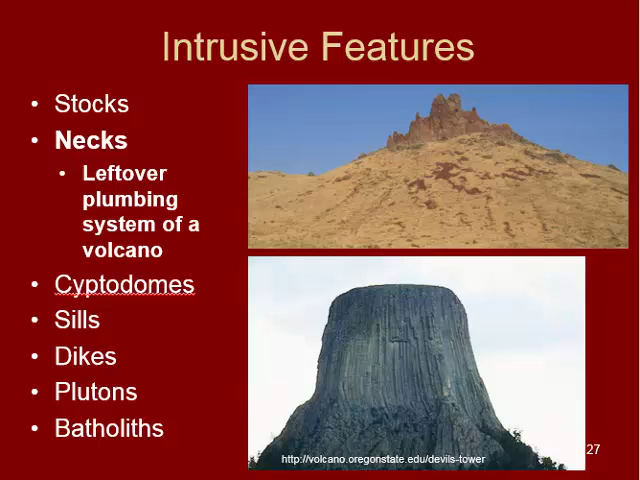 Intrusive Features
• Stocks
• Necks
• Leftover
plumbing
system of a
volcano
• Cyptodomes
• Sills
• Dikes
• Plutons
• Batholiths
http://volcano.oregonstate.edu/devils-tower
27